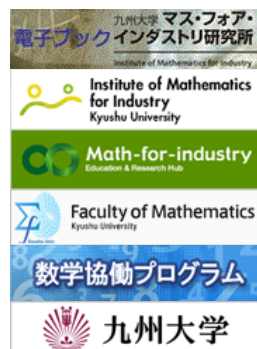 九州大学 マス・フォア・
電子ブック インダストリ研究所
Institute of Mathematics for Industry
Institute of Mathematics
for Industry
Kyushu University
Math-for-industry
Education & Research Hub
Faculty of Mathematics
Kyushu University
数学協働プログラム
九州大学